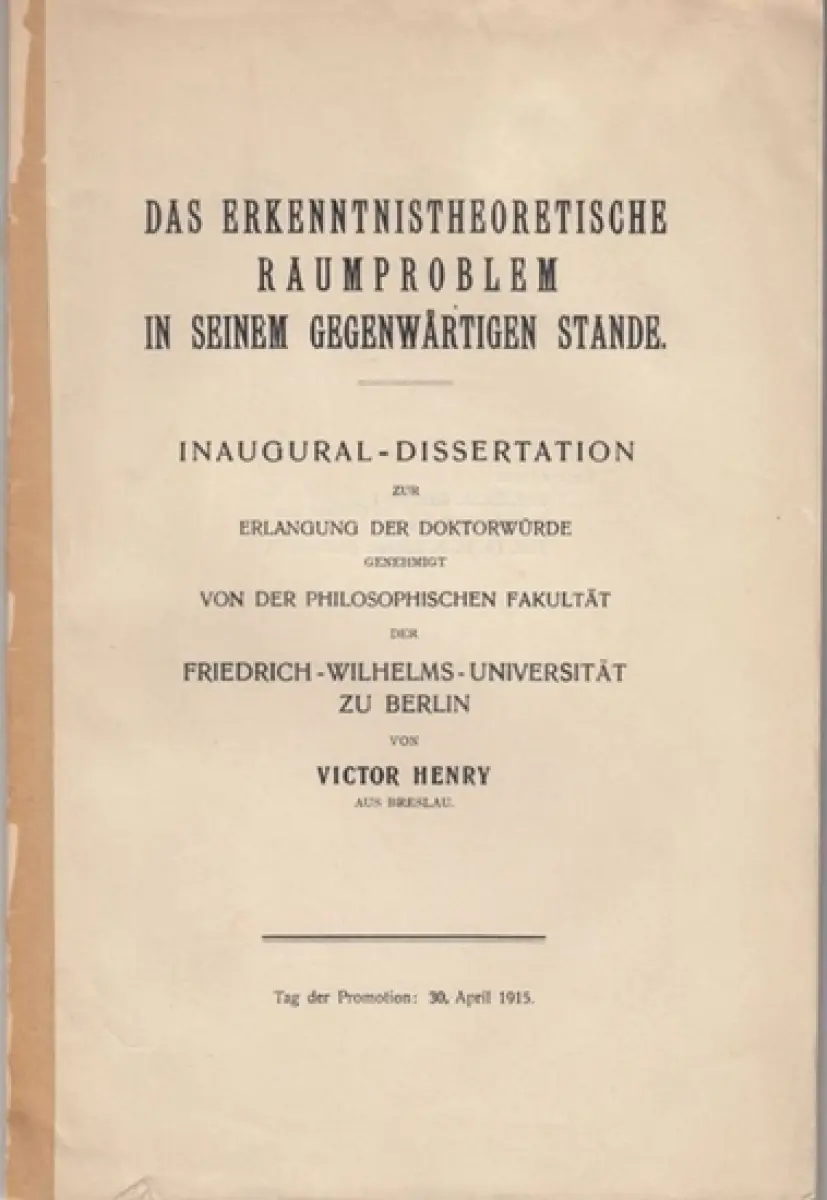 DAS ERKENNTNISTHEORETISCHE
RAUMPROBLEM
IN SEINEM GEGENWÄRTIGEN STANDE.
INAUGURAL-DISSERTATION
ZUR
ERLANGUNG DER DOKTORWÜRDE
GENEHMIGT
VON DER PHILOSOPHISCHEN FAKULTÄT
DER
FRIEDRICH-WILHELMS-UNIVERSITÄT
ZU BERLIN
VON
VICTOR HENRY
AUS BRESLAU.
Tag der Promotion: 30. April 1915.